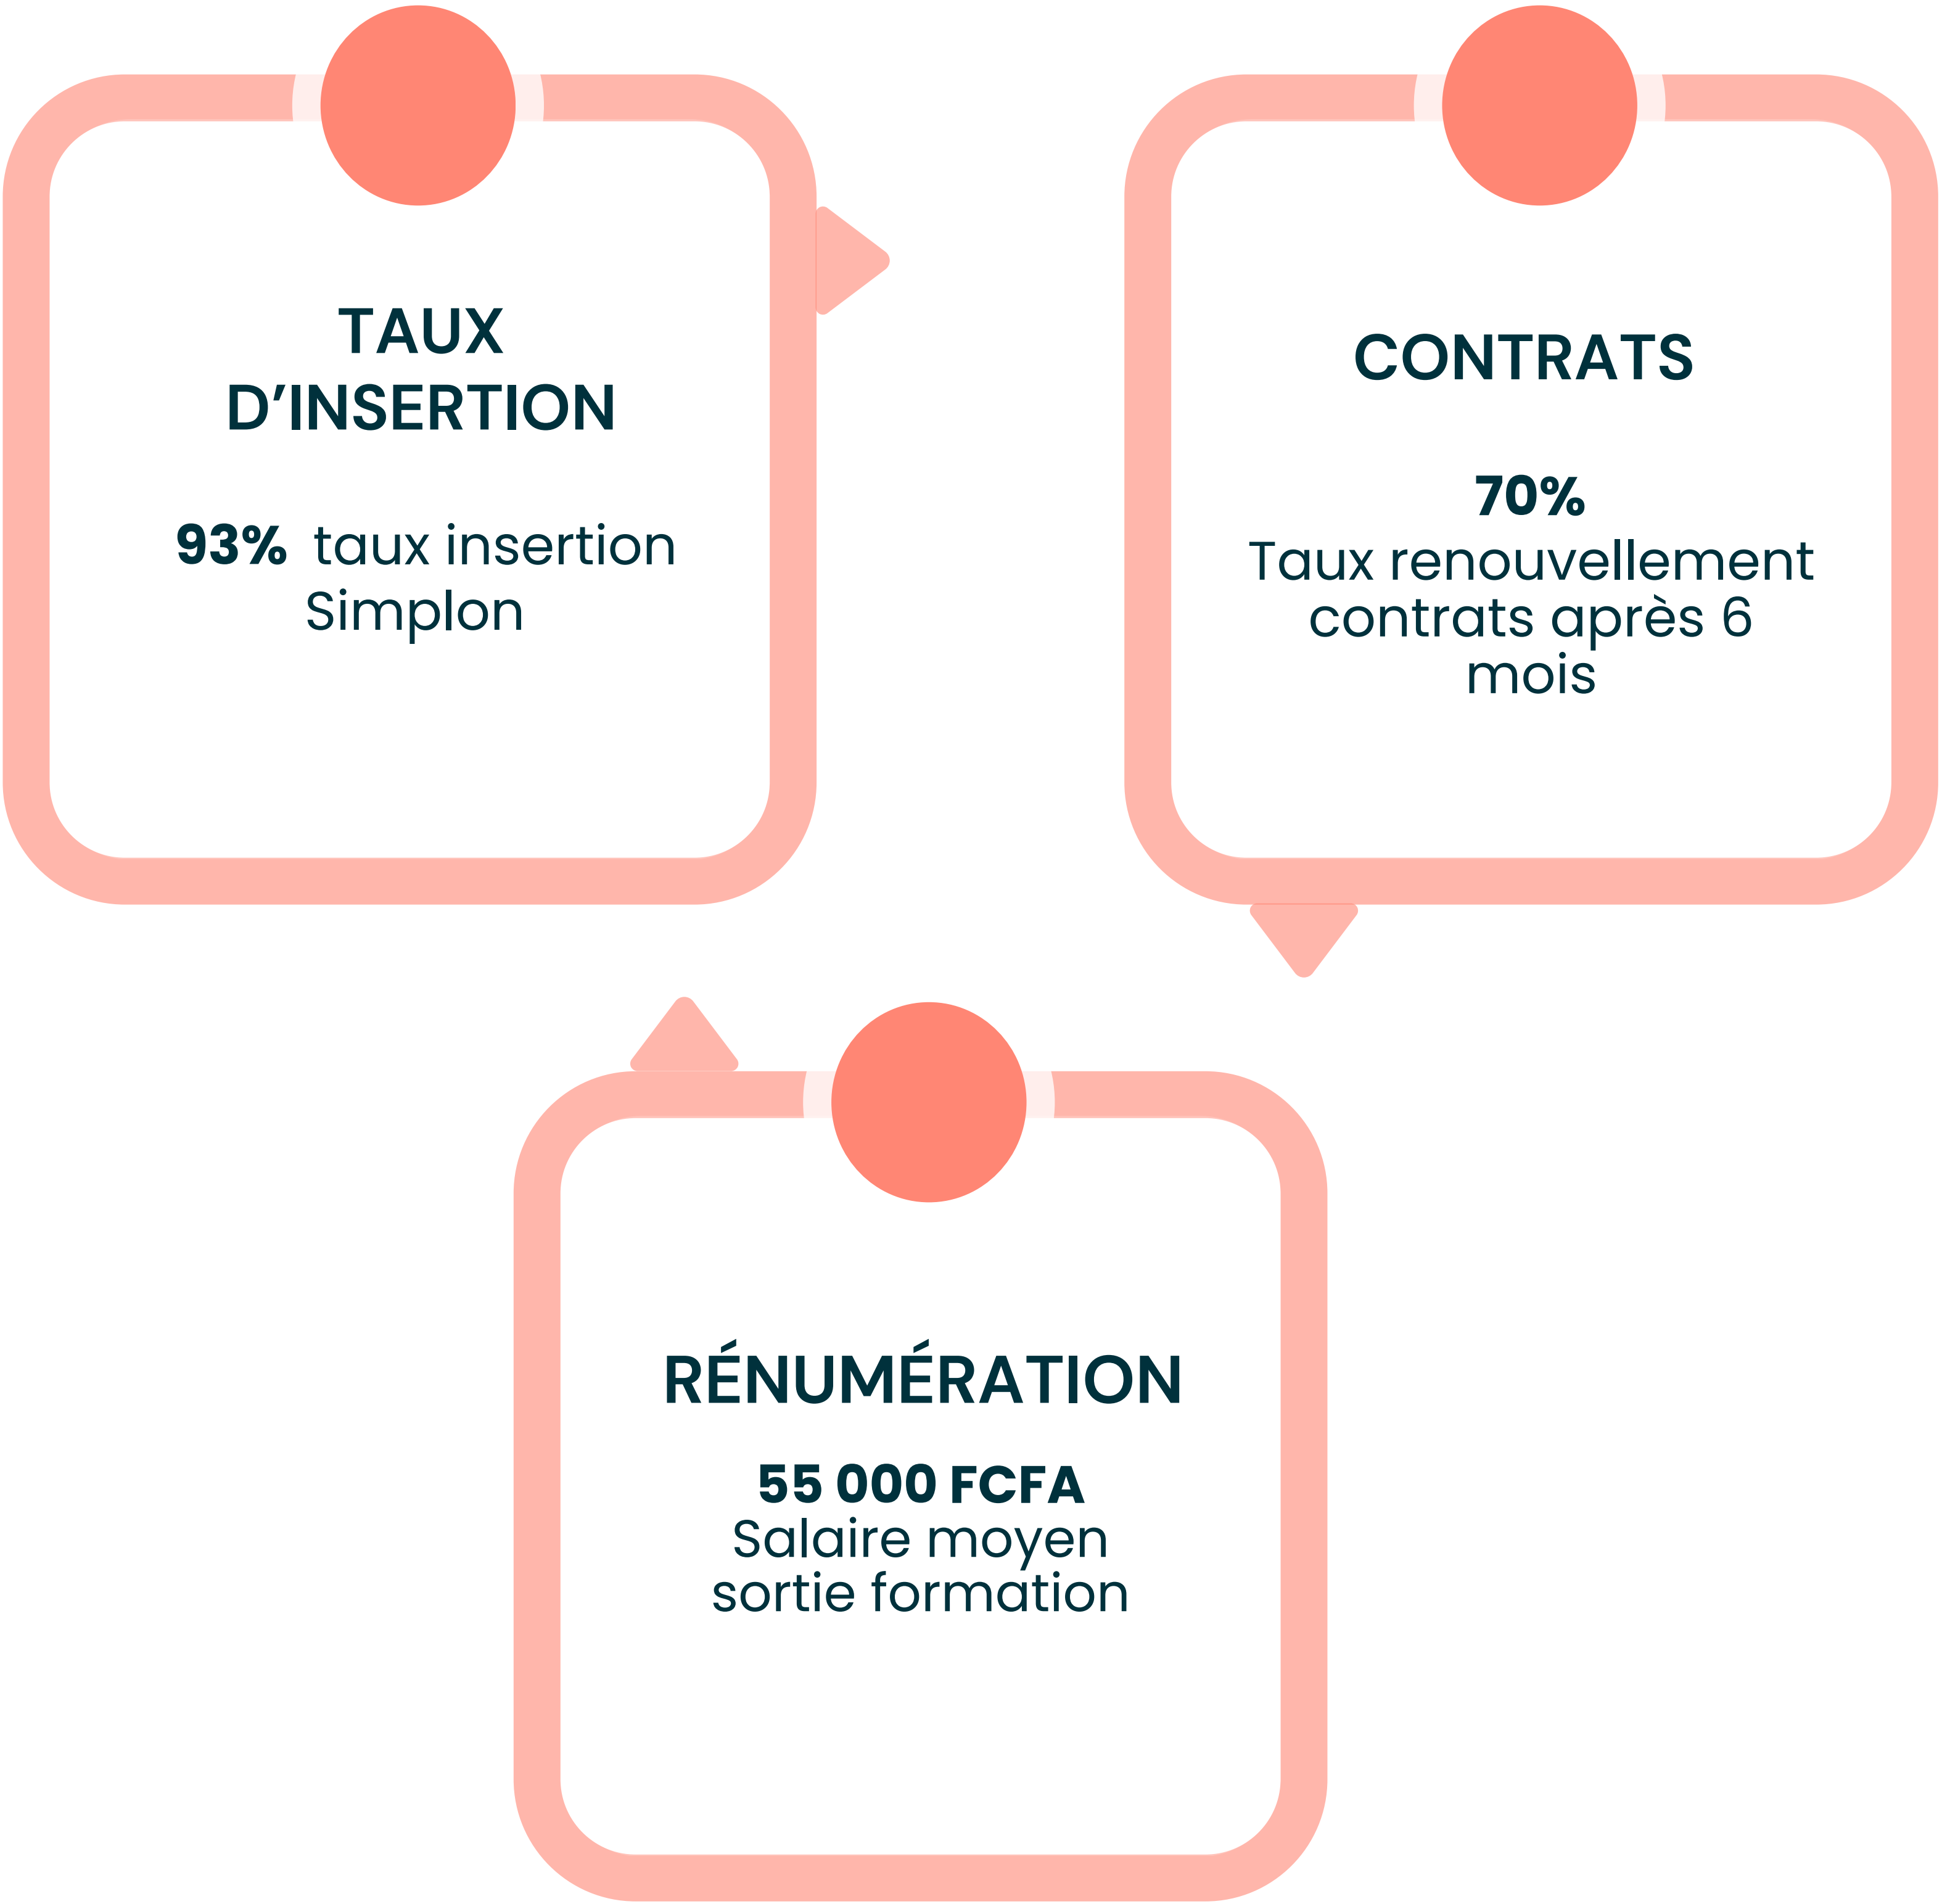 TAUX
D'INSERTION
93% taux insertion
Simplon
CONTRATS
70%
Taux renouvellement
contrats après 6
mois
RÉNUMÉRATION
55 000 FCFA
Salaire moyen
sortie formation